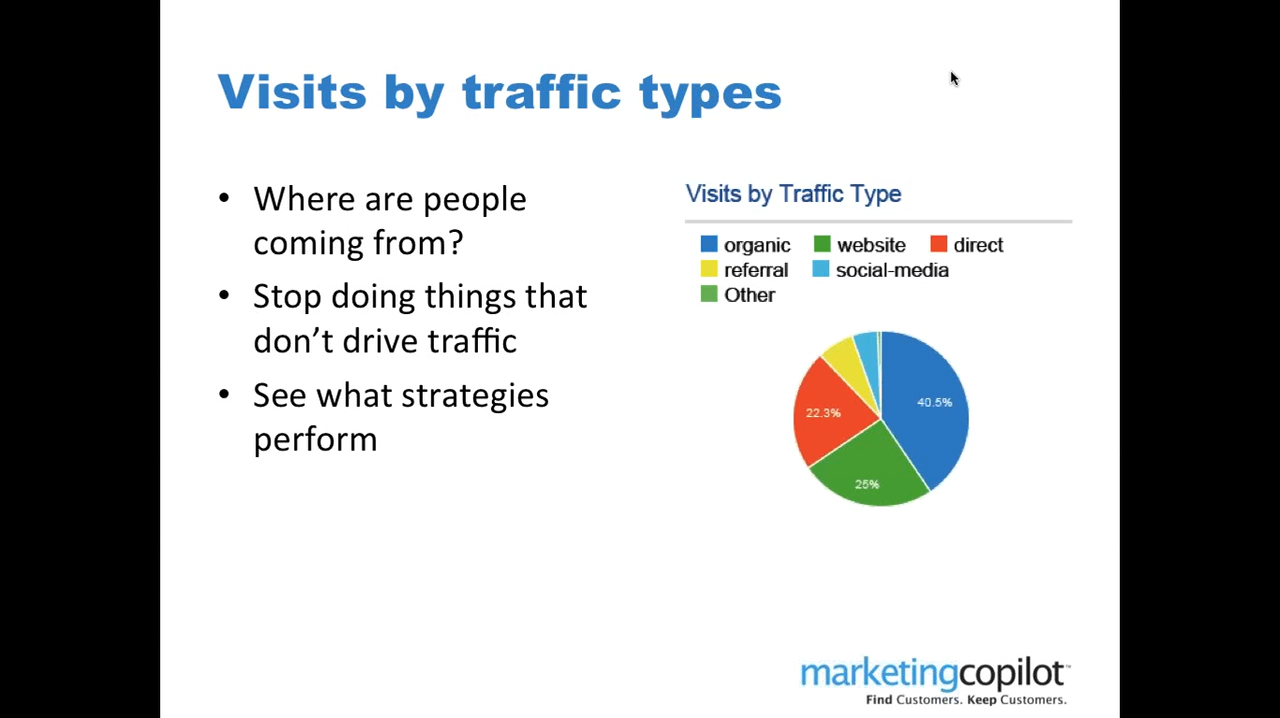 Visits by traffic types
• Where are people
coming from?
• Stop doing things that
don’t drive traffic
• See what strategies
perform
Visits by Traffic Type
organic website direct
referral social-media
Other
40.5%
22.3%
25%
marketingcopilot™
Find Customers. Keep Customers.